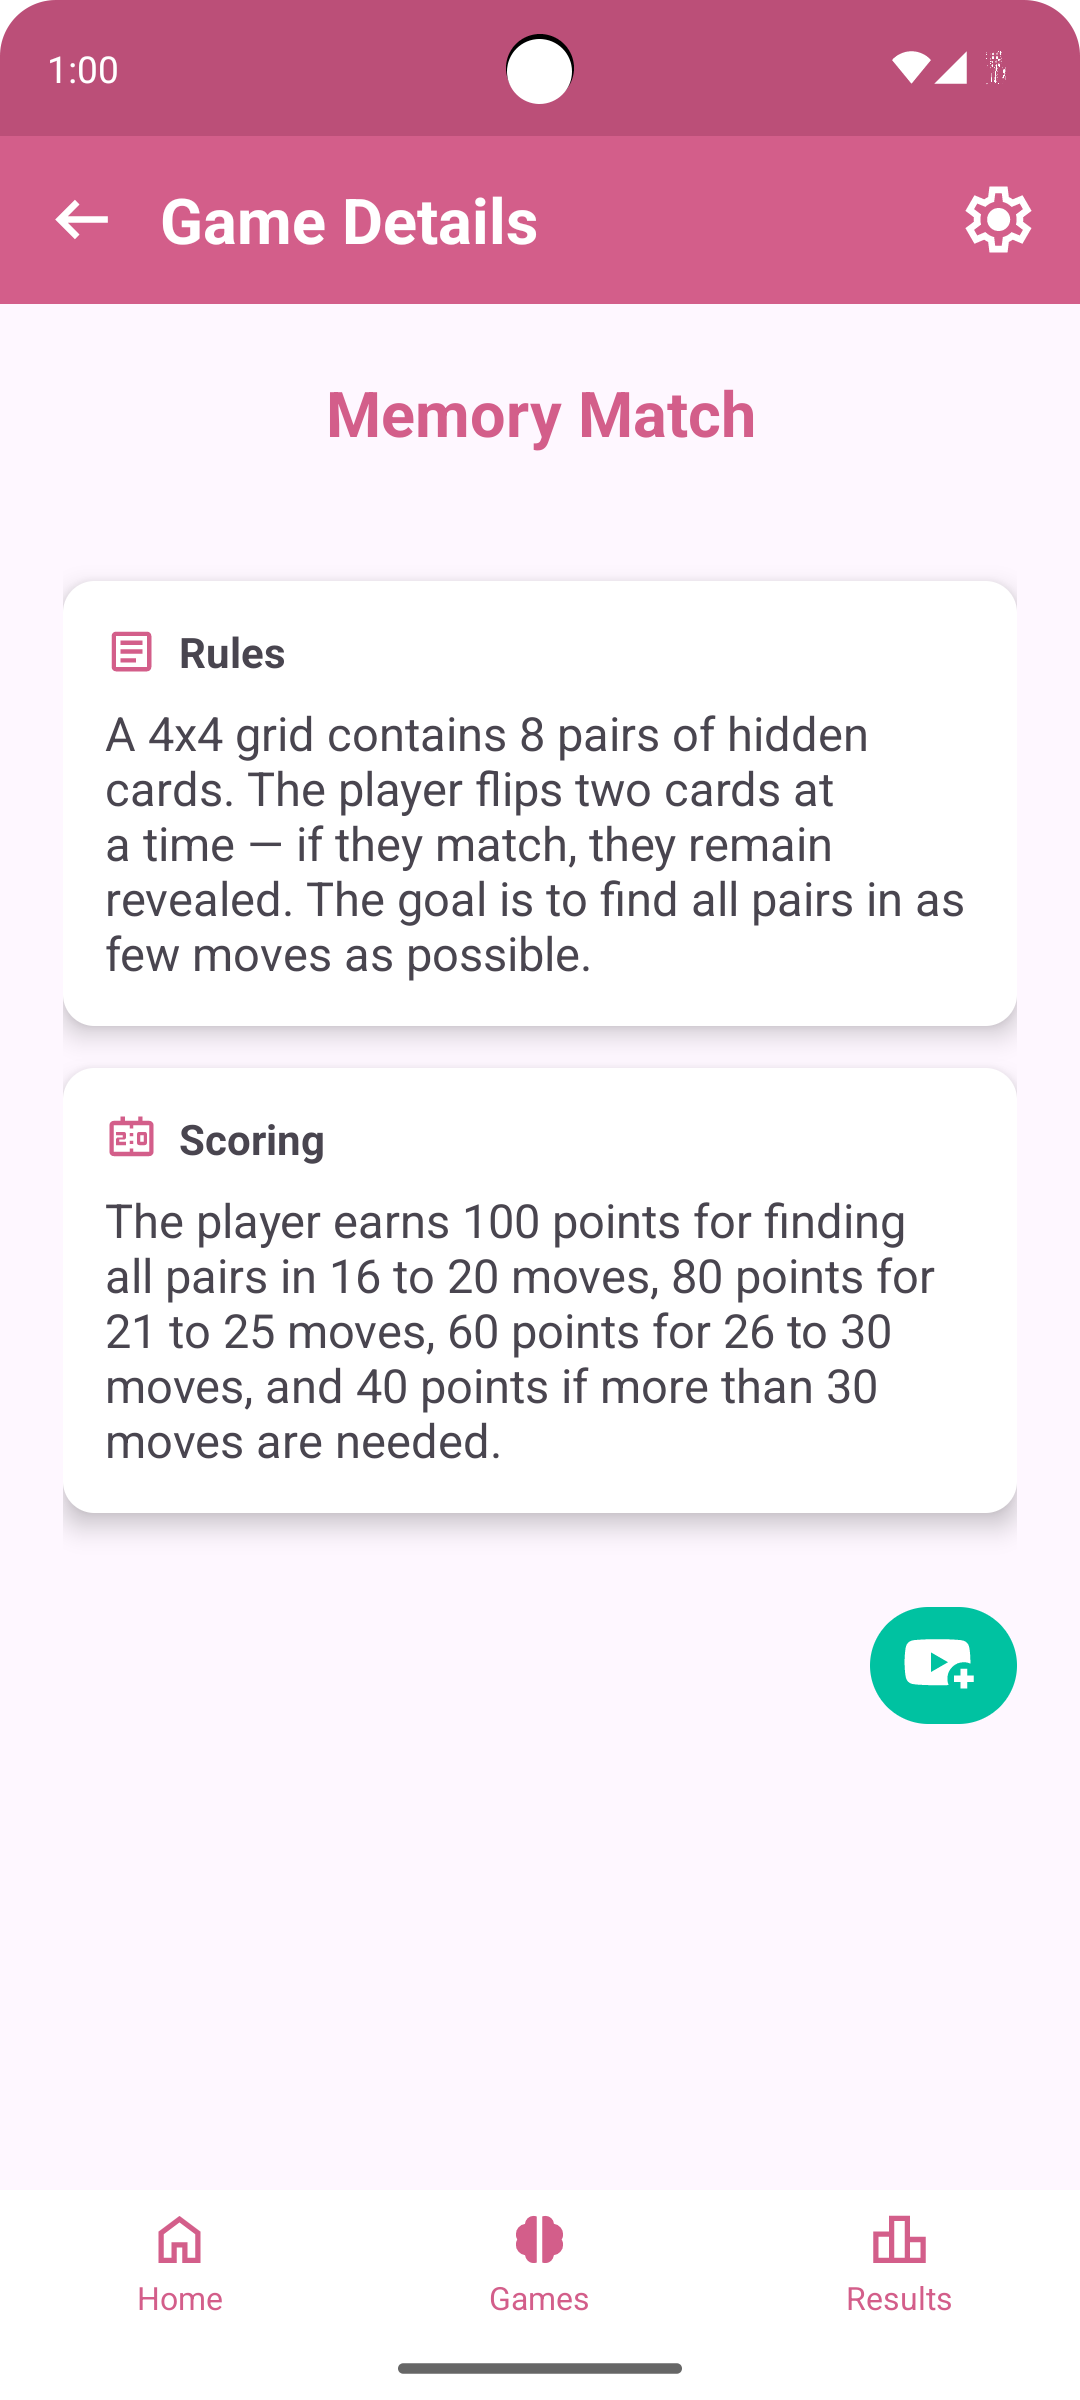 1:00
Game Details
Memory Match
Rules
A 4x4 grid contains 8 pairs of hidden
cards. The player flips two cards at
a time — if they match, they remain
revealed. The goal is to find all pairs in as
few moves as possible.
2:0
Scoring
The player earns 100 points for finding
all pairs in 16 to 20 moves, 80 points for
21 to 25 moves, 60 points for 26 to 30
moves, and 40 points if more than 30
moves are needed.
Home
Games
Results